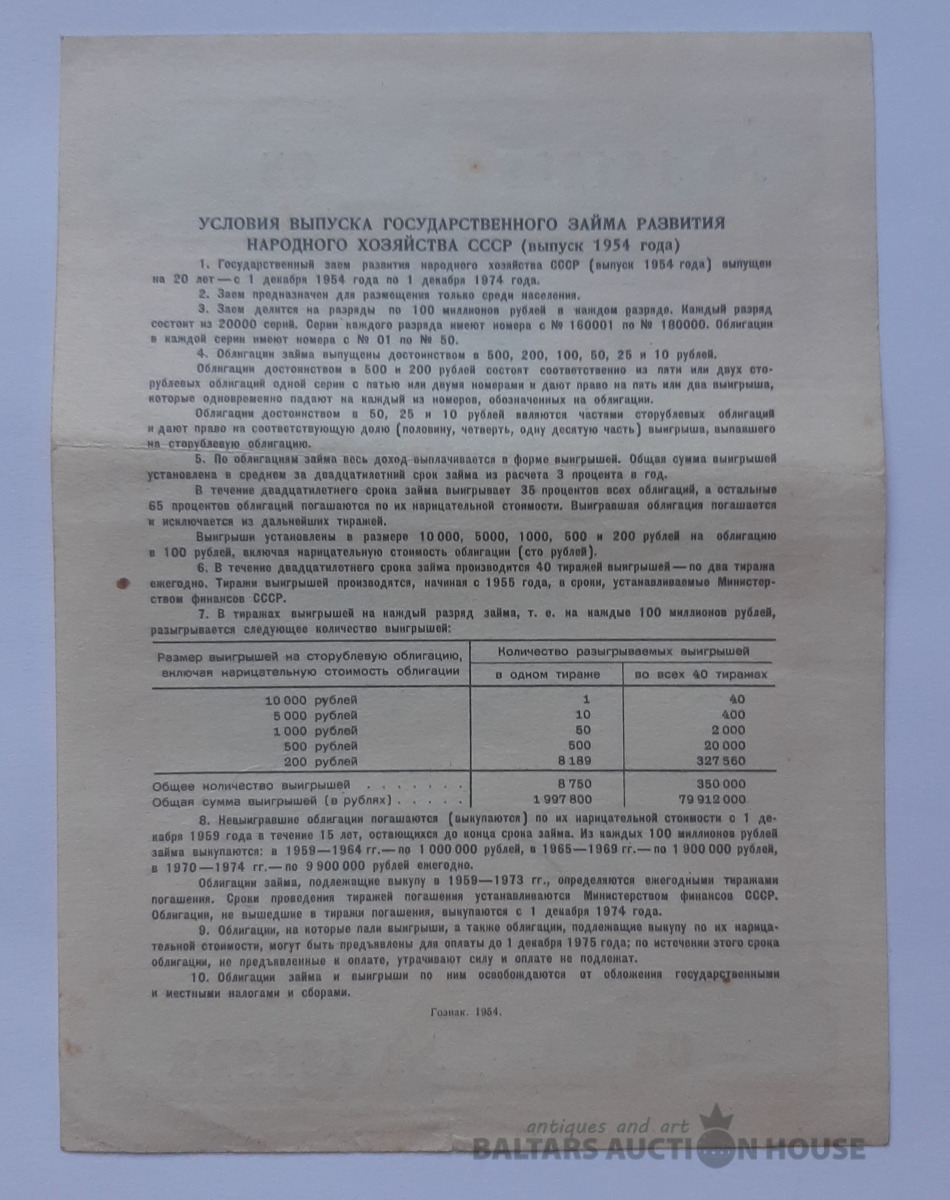 УСЛОВИЯ ВЫПУСКА ГОСУДАРСТВЕННОГО ЗАЙМА РАЗВИТИЯ
НАРОДНОГО ХОЗЯЙСТВА СССР (выпуск 1954 года)
1. Государственный заем развития народного хозяйства СССР (выпуск 1954 года) выпущен
на 20 лет — с 1 декабря 1954 года по 1 декабря 1974 года.
2. Заем предназначен для размещения только среди населения.
3. Заем делится на разряды по 100 миллионов рублей в каждом разряде. Каждый разряд
состоит из 20000 серий. Серии каждого разряда имеют номера с № 160001 по № 180000. Облигации
в каждой серии имеют номера с № 01 по № 50.
4. Облигации займа выпущены достоинством в 500, 200, 100, 50, 25 и 10 рублей.
Облигации достоинством в 500 и 200 рублей состоят соответственно из пяти или двух сто-
рублевых облигаций одной серии с пятью или двумя номерами и дают право на пять или два выигрыша,
которые одновременно падают на каждый из номеров, обозначенных на облигации.
Облигации достоинством в 50, 25 и 10 рублей являются частями сторублевых облигаций
и дают право на соответствующую долю (половину, четверть, одну десятую часть) выигрыша, выпавшего
на сторублевую облигацию.
5. По облигациям займа весь доход выплачивается в форме выигрышей. Общая сумма выигрышей
установлена в среднем за двадцатилетний срок займа из расчета 3 процента в год.
В течение двадцатилетнего срока займа выигрывает 35 процентов всех облигаций, а остальные
65 процентов облигаций погашаются по их нарицательной стоимости. Выигравшая облигация погашается
и исключается из дальнейших тиражей.
Выигрыши установлены в размере 10 000, 5000, 1000, 500 и 200 рублей на облигацию
в 100 рублей, включая нарицательную стоимость облигации (сто рублей).
6. В течение двадцатилетнего срока займа производится 40 тиражей выигрышей — по два тиража
ежегодно. Тиражи выигрышей производятся, начиная с 1955 года, в сроки, устанавливаемые Министер-
ством финансов СССР.
7. В тиражах выигрышей на каждый разряд займа, т. е. на каждые 100 миллионов рублей,
разыгрывается следующее количество выигрышей:
Размер выигрышей на сторублевую облигацию,
включая нарицательную стоимость облигации
Количество разыгрываемых выигрышей
в одном тираже во всех 40 тиражах
10 000 рублей 1 40
5 000 рублей 10 400
1 000 рублей 50 2 000
500 рублей 500 20 000
200 рублей 8 189 327 560
Общее количество выигрышей . . . . . . . 8 750 350 000
Общая сумма выигрышей (в рублях) . . . . . 1 997 800 79 912 000
8. Невыигравшие облигации погашаются (выкупаются) по их нарицательной стоимости с 1 де-
кабря 1959 года в течение 15 лет, остающихся до конца срока займа. Из каждых 100 миллионов рублей
займа выкупаются: в 1959—1964 гг. — по 1 000 000 рублей, в 1965—1969 гг. — по 1 900 000 рублей,
в 1970—1974 гг. — по 9 900 000 рублей ежегодно.
Облигации займа, подлежащие выкупу в 1959—1973 гг., определяются ежегодными тиражами
погашения. Сроки проведения тиражей погашения устанавливаются Министерством финансов СССР.
Облигации, не вышедшие в тиражи погашения, выкупаются с 1 декабря 1974 года.
9. Облигации, на которые пали выигрыши, а также облигации, подлежащие выкупу по их нарица-
тельной стоимости, могут быть предъявлены для оплаты до 1 декабря 1975 года; по истечении этого срока
облигации, не предъявленные к оплате, утрачивают силу и оплате не подлежат.
10. Облигации займа и выигрыши по ним освобождаются от обложения государственными
и местными налогами и сборами.
Гознак. 1954.
antiques and art
BALTARS AUCTION HOUSE